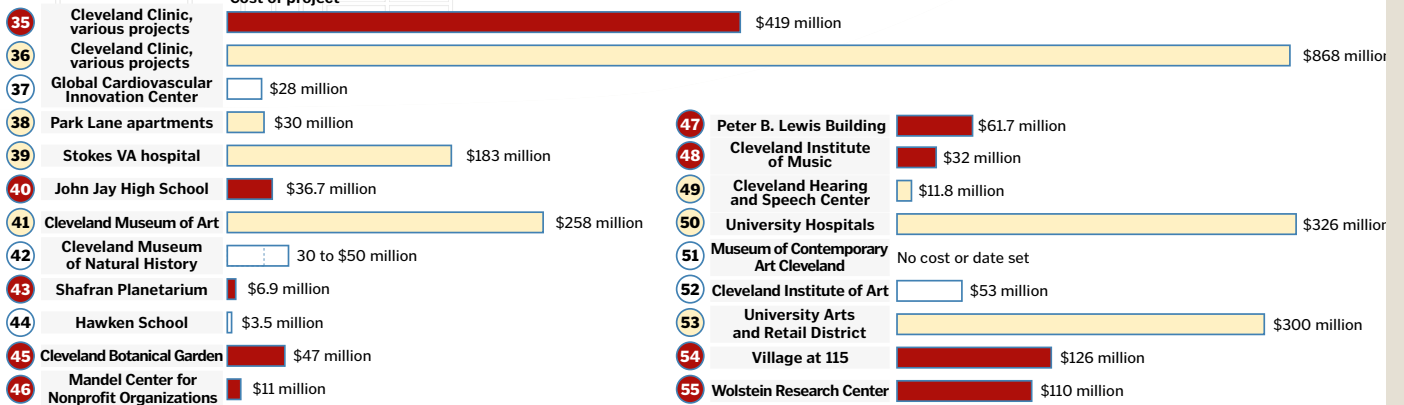 Cost of project
35 Cleveland Clinic,
various projects
$419 million
36 Cleveland Clinic,
various projects
$868 million
37 Global Cardiovascular
Innovation Center
$28 million
38 Park Lane apartments $30 million
39 Stokes VA hospital $183 million
40 John Jay High School $36.7 million
41 Cleveland Museum of Art $258 million
42 Cleveland Museum
of Natural History
30 to $50 million
43 Shafran Planetarium $6.9 million
44 Hawken School $3.5 million
45 Cleveland Botanical Garden $47 million
46 Mandel Center for
Nonprofit Organizations
$11 million
47 Peter B. Lewis Building $61.7 million
48 Cleveland Institute
of Music
$32 million
49 Cleveland Hearing
and Speech Center
$11.8 million
50 University Hospitals $326 million
51 Museum of Contemporary
Art Cleveland
No cost or date set
52 Cleveland Institute of Art $53 million
53 University Arts
and Retail District
$300 million
54 Village at 115 $126 million
55 Wolstein Research Center $110 million